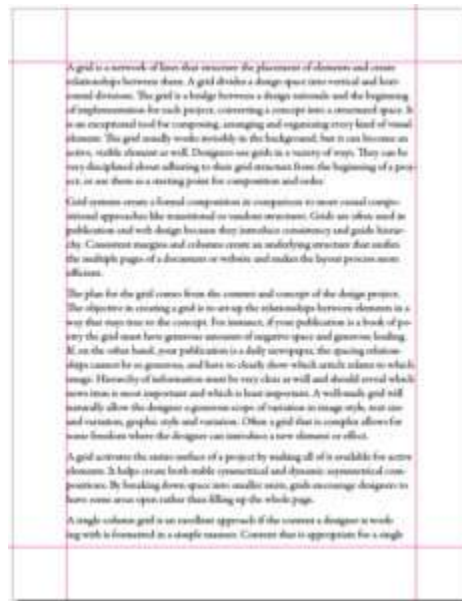 A grid is a network of lines that structure the placement of elements and create
relationships between them. A grid divides a design space into vertical and hori-
zontal divisions. The grid is a bridge between a design rationale and the beginning
of implementation for each project, converting a concept into a structured space. It
is an exceptional tool for composing, arranging and organizing every kind of visual
element. The grid usually works invisibly in the background, but it can become an
active, visible element as well. Designers use grids in a variety of ways. They can be
very disciplined about adhering to their grid structure from the beginning of a proj-
ect, or use them as a starting point for composition and order.
Grid systems create a formal composition in comparison to more casual compo-
sitional approaches like transitional or random structures. Grids are often used in
publication and web design because they introduce consistency and guide hierar-
chy. Consistent margins and columns create an underlying structure that unifies
the multiple pages of a document or website and makes the layout process more
efficient.
The plan for the grid comes from the content and concept of the design project.
The objective in creating a grid is to set up the relationships between elements in a
way that stays true to the concept. For instance, if your publication is a book of po-
etry the grid must have generous amounts of negative space and generous leading.
If, on the other hand, your publication is a daily newspaper, the spacing relation-
ships cannot be so generous, and have to clearly show which article relates to which
image. Hierarchy of information must be very clear as well and should reveal which
news item is most important and which is least important. A well-made grid will
naturally allow the designer a generous scope of variation in image style, text size
and variation, graphic style and variation. Often a grid that is complex allows for
some freedom where the designer can introduce a new element or effect.
A grid activates the entire surface of a project by making all of it available for active
elements. It helps create both stable symmetrical and dynamic asymmetrical com-
positions. By breaking down space into smaller units, grids encourage designers to
leave some areas open rather than filling up the whole page.
A single column grid is an excellent approach if the content a designer is work-
ing with is formatted in a simple manner. Content that is appropriate for a single